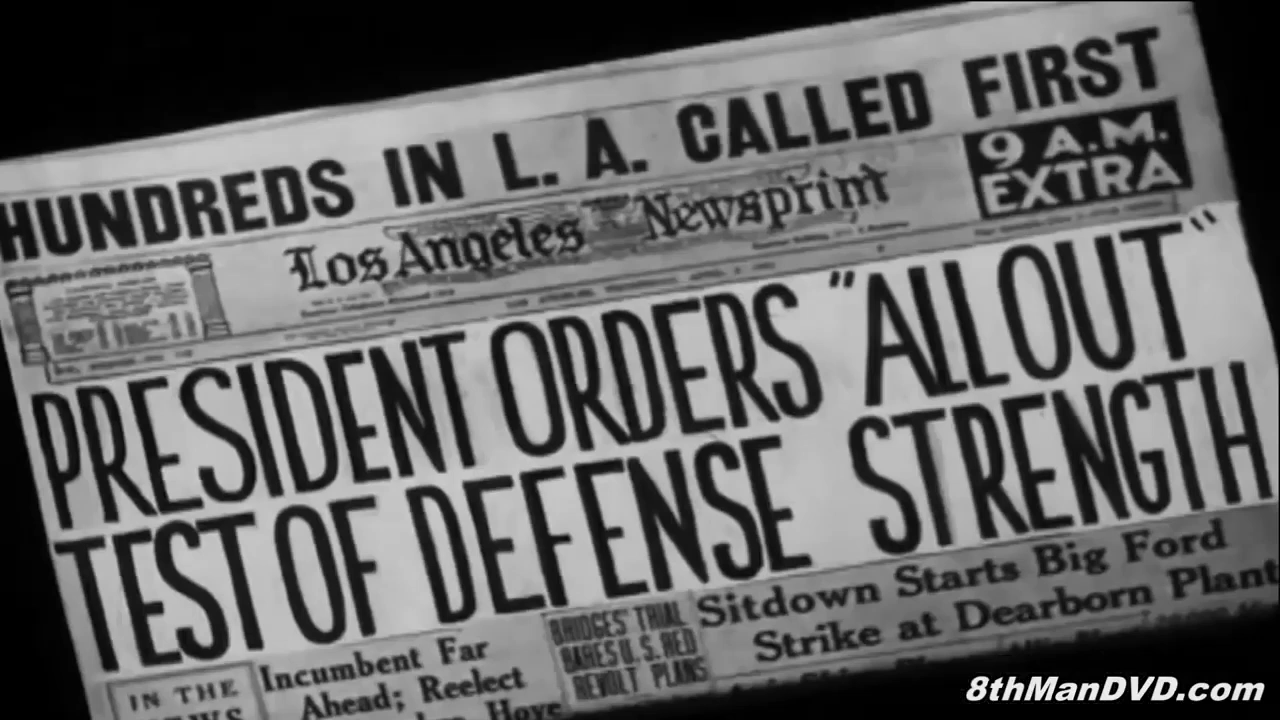 HUNDREDS IN L. A. CALLED FIRST
Los Angeles Newsprint
9 A.M.
EXTRA
PRESIDENT ORDERS "ALL OUT"
TEST OF DEFENSE STRENGTH
IN THE
NEWS
Incumbent Far
Ahead; Reelect
BRIDGES' TRIAL
BARES U.S. RED
REVOLT PLANS
Sitdown Starts Big Ford
Strike at Dearborn Plant
8thManDVD.com